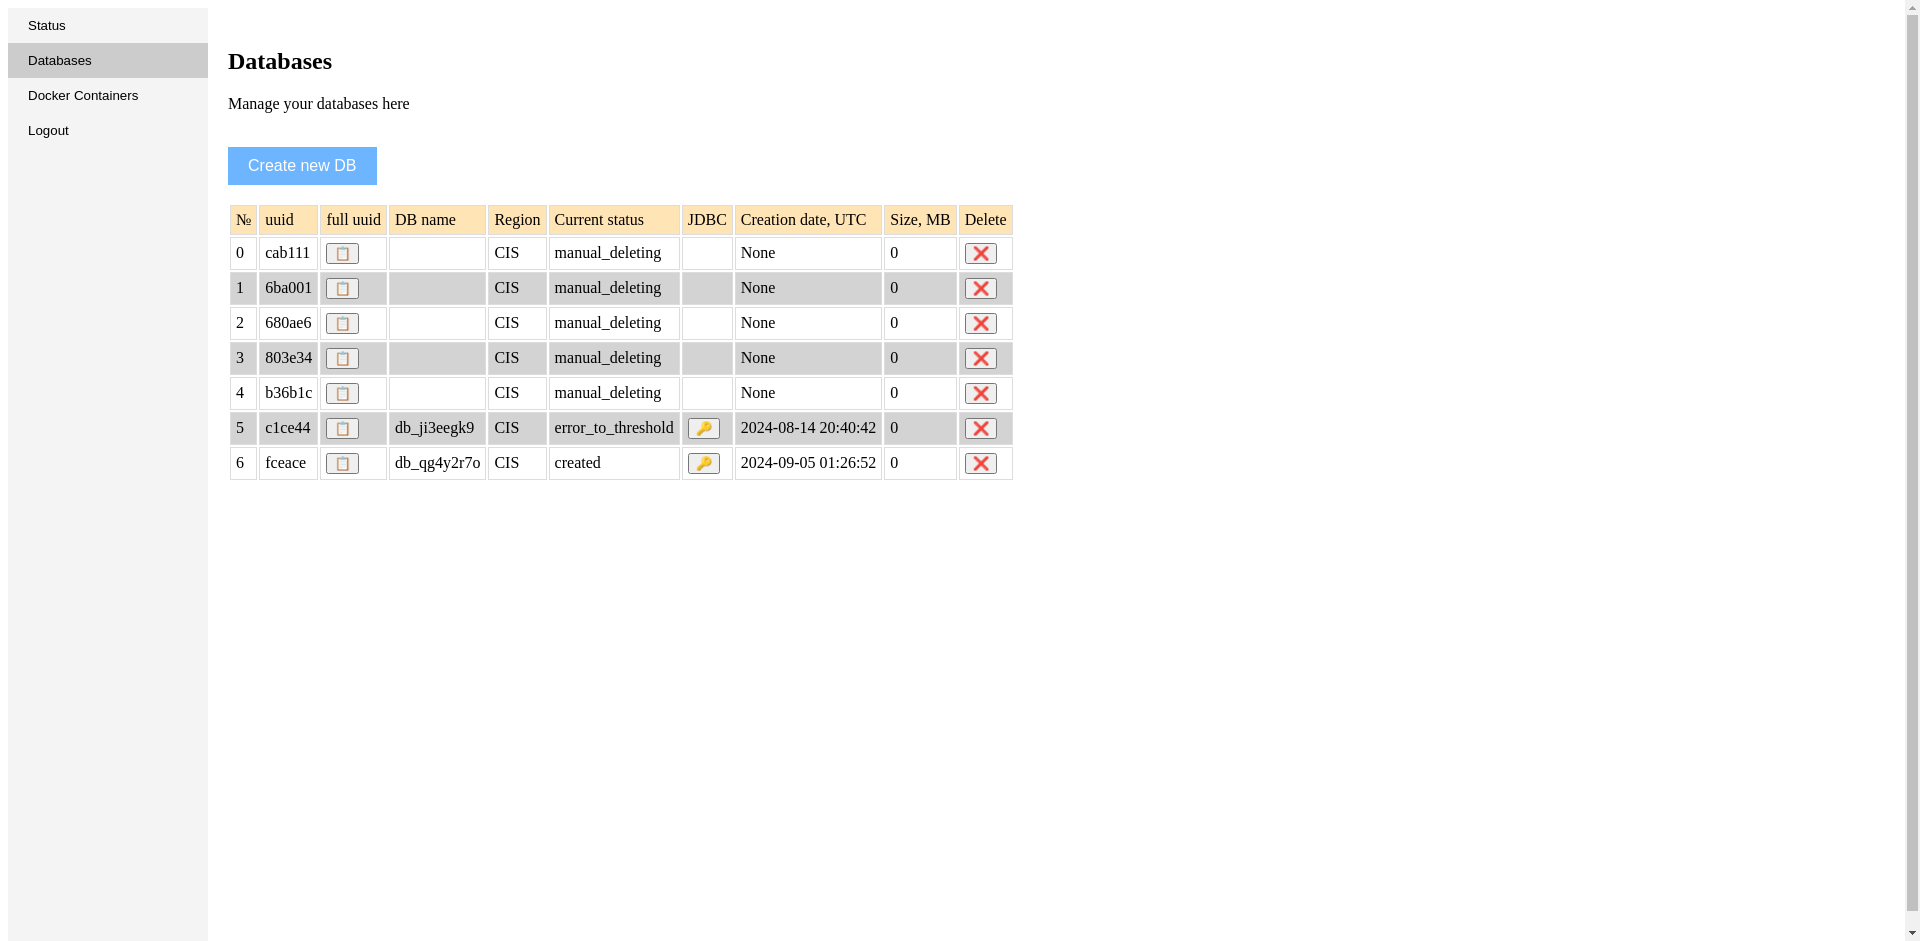 Status
Databases
Docker Containers
Logout
Databases
Manage your databases here
Create new DB
№ uuid full uuid DB name Region Current status JDBC Creation date, UTC Size, MB Delete
0 cab111 CIS manual_deleting None 0
1 6ba001 CIS manual_deleting None 0
2 680ae6 CIS manual_deleting None 0
3 803e34 CIS manual_deleting None 0
4 b36b1c CIS manual_deleting None 0
5 c1ce44 db_ji3eegk9 CIS error_to_threshold 2024-08-14 20:40:42 0
6 fceace db_qg4y2r7o CIS created 2024-09-05 01:26:52 0